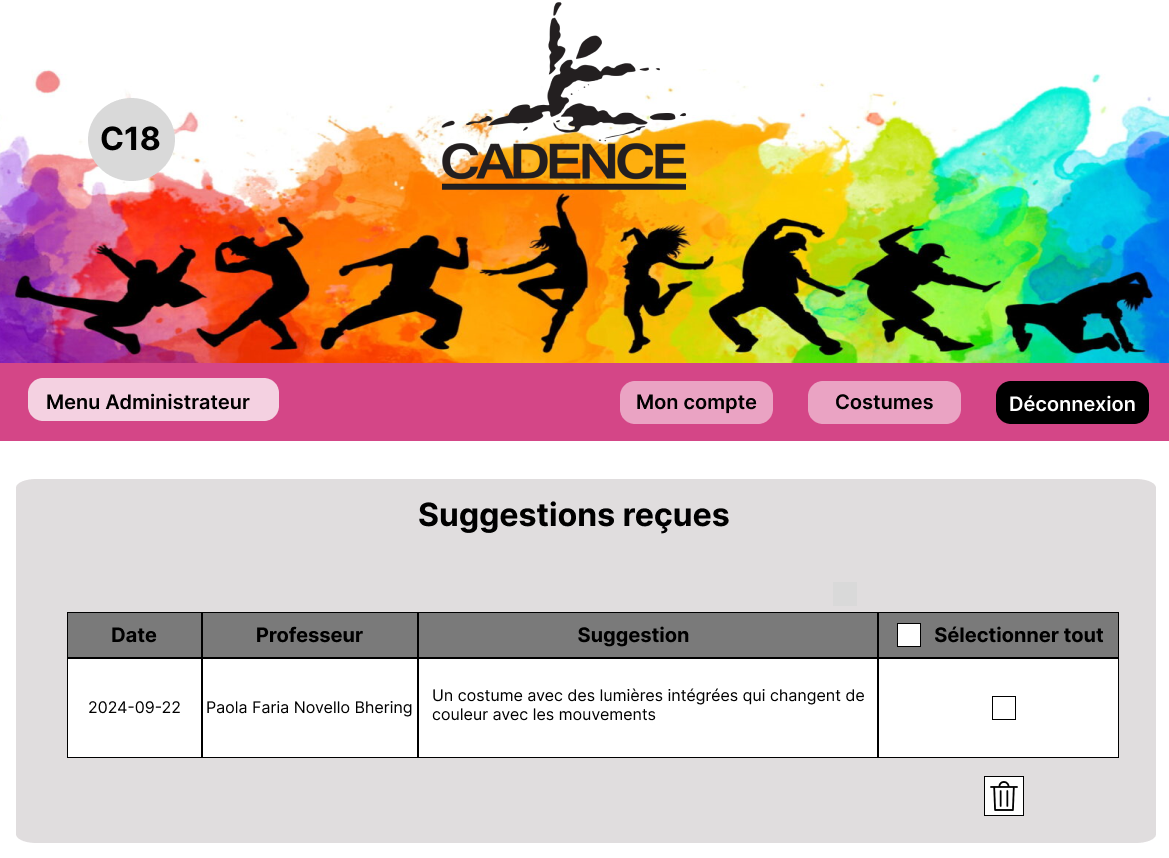 C18
CADENCE
Menu Administrateur
Mon compte
Costumes
Déconnexion
Suggestions reçues
Date
Professeur
Suggestion
Sélectionner tout
2024-09-22
Paola Faria Novello Bhering
Un costume avec des lumières intégrées qui changent de
couleur avec les mouvements